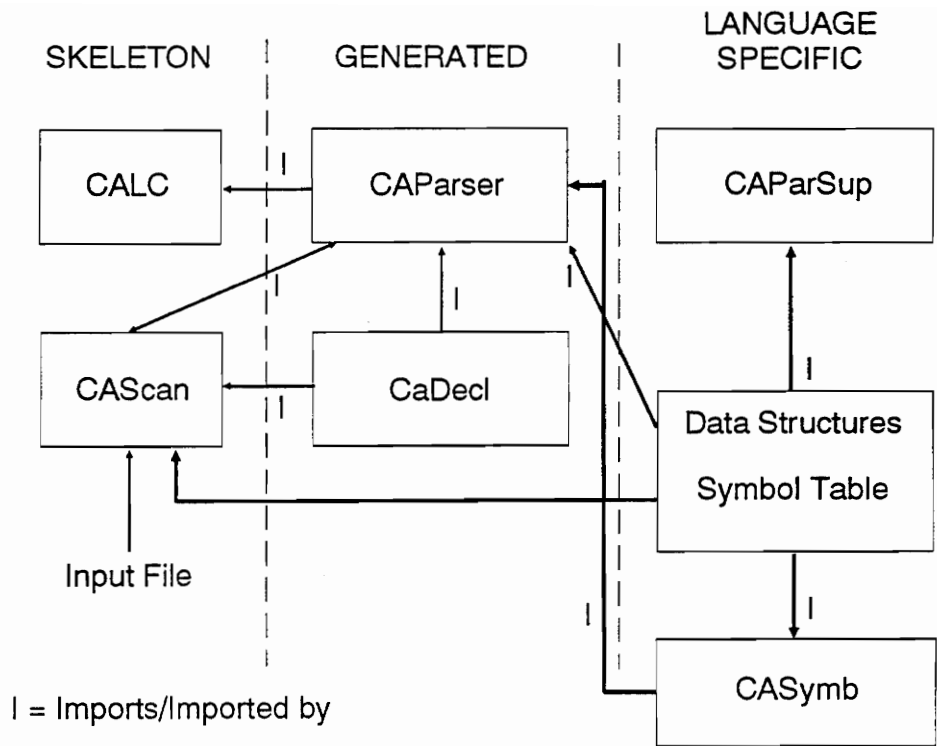 LANGUAGE
SKELETON
GENERATED
SPECIFIC
CALC
I
CAParser
CAParSup
I
I
I
CAScan
I
CaDecl
I
Data Structures
Symbol Table
Input File
I
I
CASymb
I = Imports/Imported by